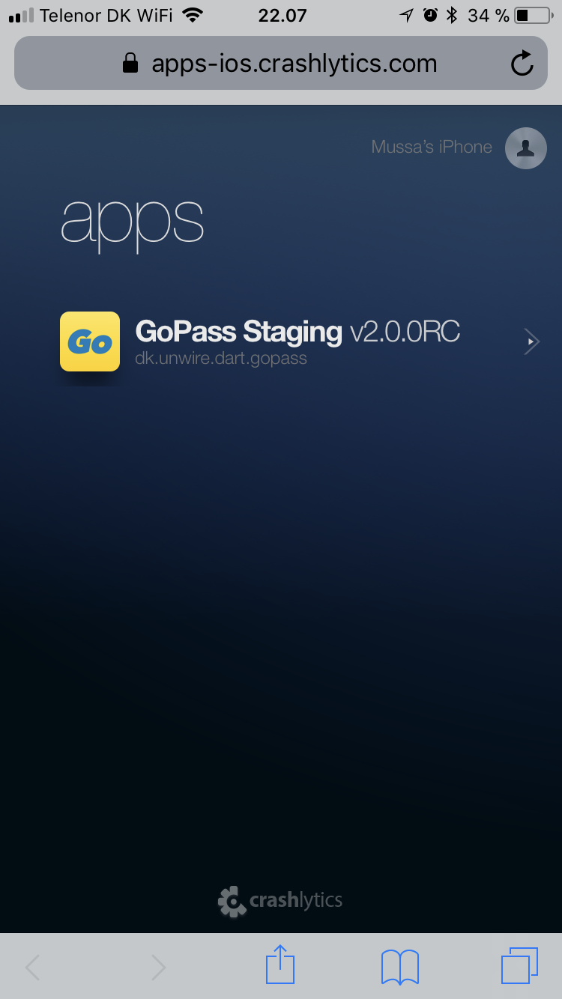 Telenor DK WiFi 22.07 34 %
apps-ios.crashlytics.com
Mussa's iPhone
apps
Go
GoPass Staging v2.0.0RC
dk.unwire.dart.gopass
crashlytics